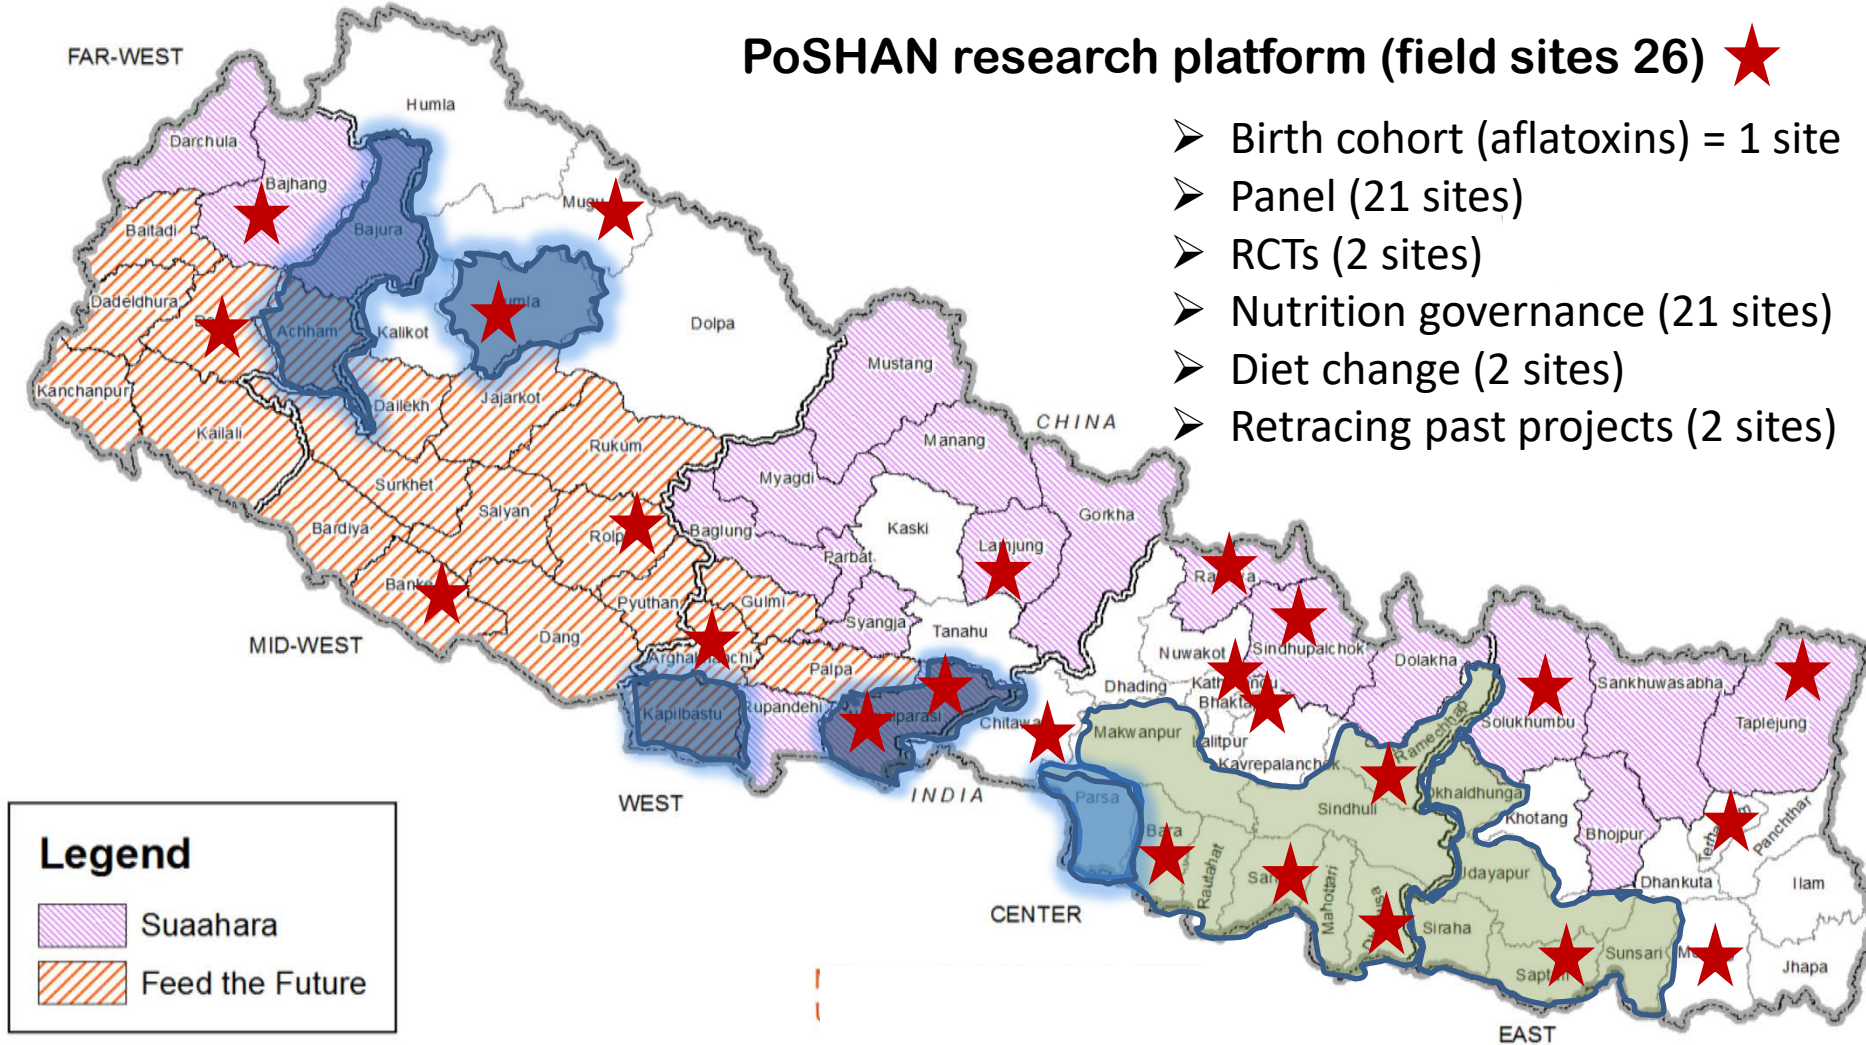 PoSHAN research platform (field sites 26)
➢ Birth cohort (aflatoxins) = 1 site
➢ Panel (21 sites)
➢ RCTs (2 sites)
➢ Nutrition governance (21 sites)
➢ Diet change (2 sites)
➢ Retracing past projects (2 sites)
FAR-WEST
Humla
Darchula
Bajhang
Baitadi
Bajura
Dadeldhura
Achham
Kalikot
Dolpa
Kanchanpur
Kailali
Dailekh
Jajarkot
Rukum
Mustang
CHINA
Manang
Myagdi
Surkhet
Salyan
Bardiya
Baglung
Kaski
Gorkha
Parbat
Lamjung
Pyuthan
Gulmi
Syangja
Tanahu
Dang
MID-WEST
Palpa
Nuwakot
Sindhupalchok
Dolakha
Dhading
Sankhuwasabha
Kapilbastu
Rupandehi
Solukhumbu
Taplejung
Makwanpur
Lalitpur
Ramechhap
Kavrepalanchok
WEST
INDIA
Parsa
Sindhuli
Okhaldhunga
Khotang
Bhojpur
Panchthar
Bara
Rautahat
Mahottari
Udayapur
Dhankuta
Ilam
CENTER
Siraha
Sunsari
Jhapa
EAST
Legend
Suaahara
Feed the Future